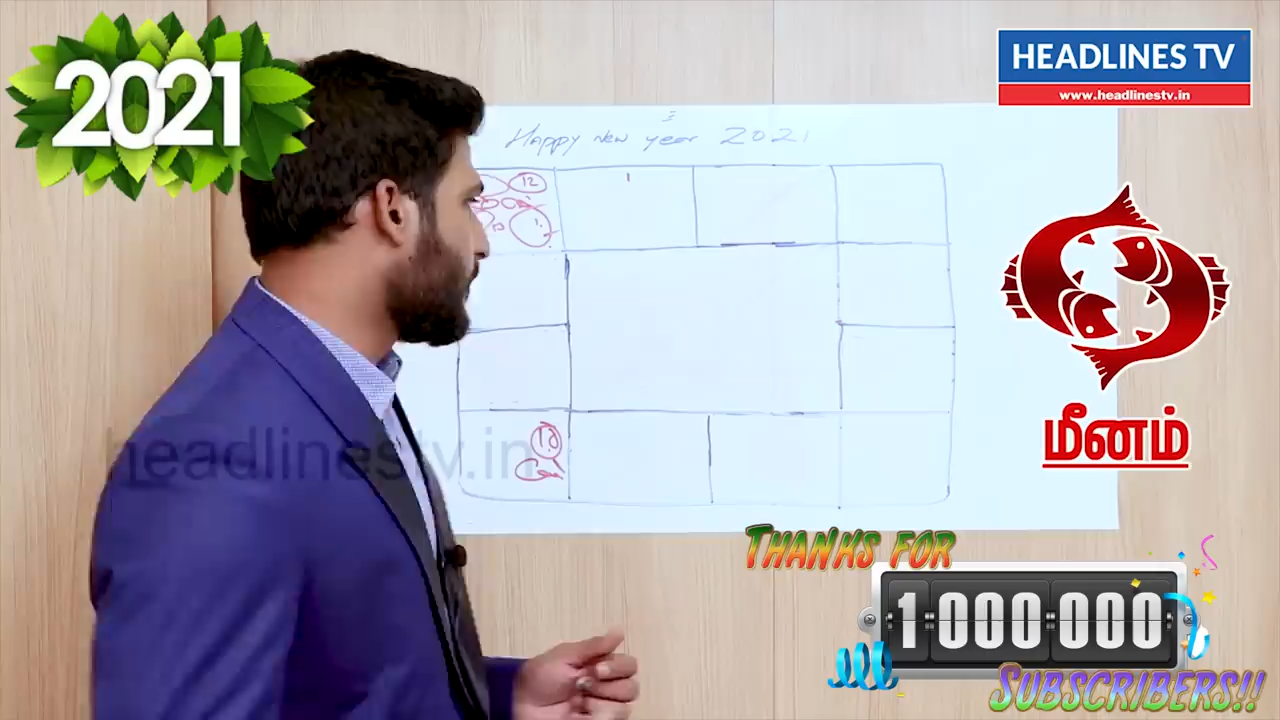 2021
HEADLINES TV
www.headlinestv.in
Happy new year 2021
12
1
மீனம்
headlinestv.in
THANKS FOR
1 000 000
SUBSCRIBERS!!